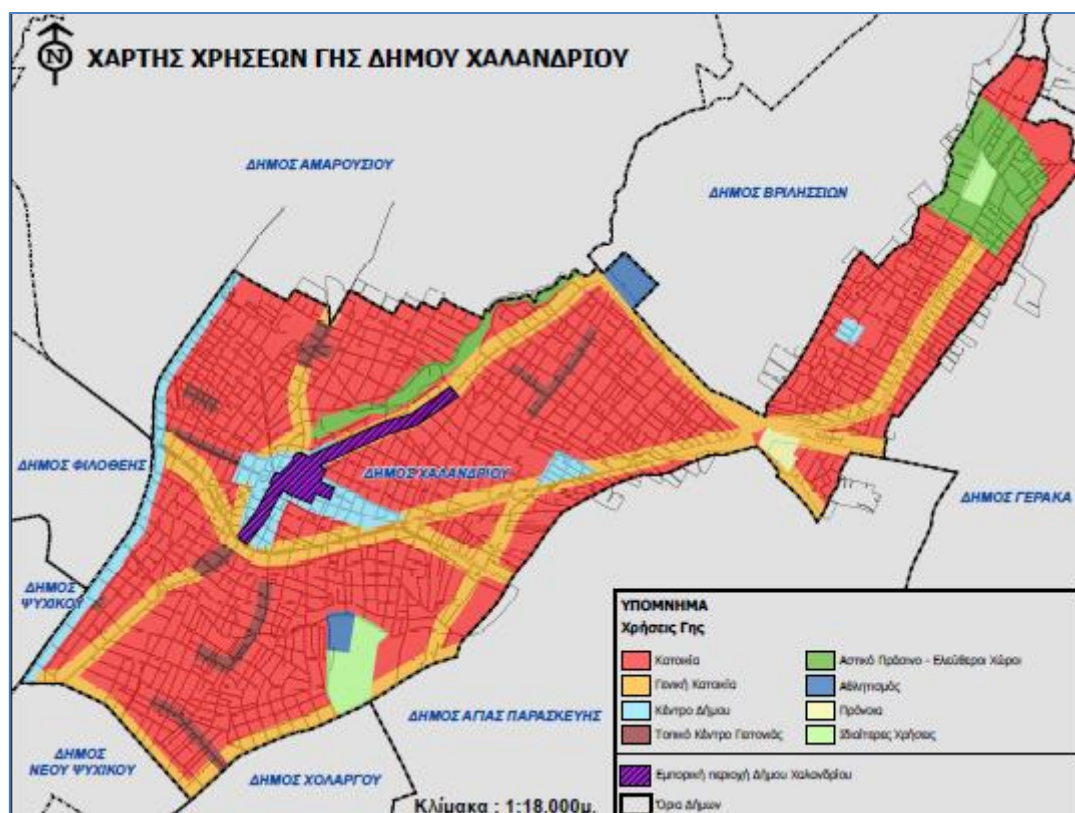 N
ΧΑΡΤΗΣ ΧΡΗΣΕΩΝ ΓΗΣ ΔΗΜΟΥ ΧΑΛΑΝΔΡΙΟΥ
ΔΗΜΟΣ ΑΜΑΡΟΥΣΙΟΥ
ΔΗΜΟΣ ΒΡΙΛΗΣΣΙΩΝ
ΔΗΜΟΣ ΦΙΛΟΘΕΗΣ
ΔΗΜΟΣ ΧΑΛΑΝΔΡΙΟΥ
ΔΗΜΟΣ ΓΕΡΑΚΑ
ΔΗΜΟΣ
ΨΥΧΙΚΟΥ
ΔΗΜΟΣ ΑΓΙΑΣ ΠΑΡΑΣΚΕΥΗΣ
ΔΗΜΟΣ
ΝΕΟΥ ΨΥΧΙΚΟΥ
ΔΗΜΟΣ ΧΟΛΑΡΓΟΥ
Κλίμακα : 1:18.000μ.
ΥΠΟΜΝΗΜΑ
Χρήσεις Γης
Κατοικία
Γενική Κατοικία
Κέντρο Δήμου
Τοπικό Κέντρο Γειτονιάς
Αστικό Πράσινο - Ελεύθεροι Χώροι
Αθλητισμός
Πρόνοια
Ιδιαίτερες Χρήσεις
Εμπορική περιοχή Δήμου Χαλανδρίου
Όρια Δήμων